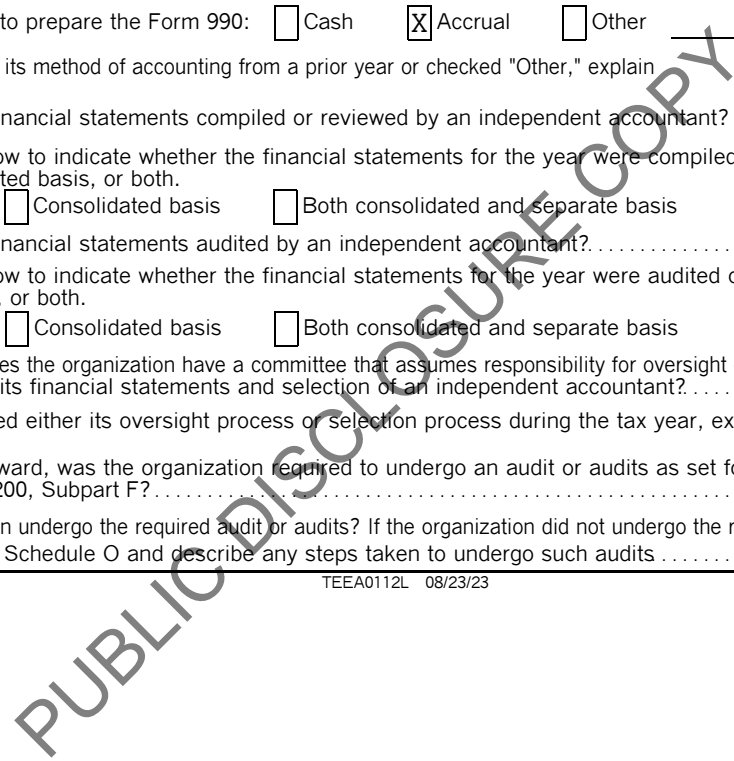 to prepare the Form 990: Cash X Accrual Other
its method of accounting from a prior year or checked "Other," explain
nancial statements compiled or reviewed by an independent accountant?
ow to indicate whether the financial statements for the year were compiled
ted basis, or both.
Consolidated basis Both consolidated and separate basis
nancial statements audited by an independent accountant?. . . . . . . . . . . . . .
ow to indicate whether the financial statements for the year were audited o
, or both.
Consolidated basis Both consolidated and separate basis
es the organization have a committee that assumes responsibility for oversight
its financial statements and selection of an independent accountant?. . . . .
ed either its oversight process or selection process during the tax year, ex
ward, was the organization required to undergo an audit or audits as set fo
200, Subpart F? . . . . . . . . . . . . . . . . . . . . . . . . . . . . . . . . . . . . . . . . . . . . . . . . . . . . . . . . .
n undergo the required audit or audits? If the organization did not undergo the r
Schedule O and describe any steps taken to undergo such audits . . . . . . . .
TEEA0112L 08/23/23
PUBLIC DISCLOSURE COPY